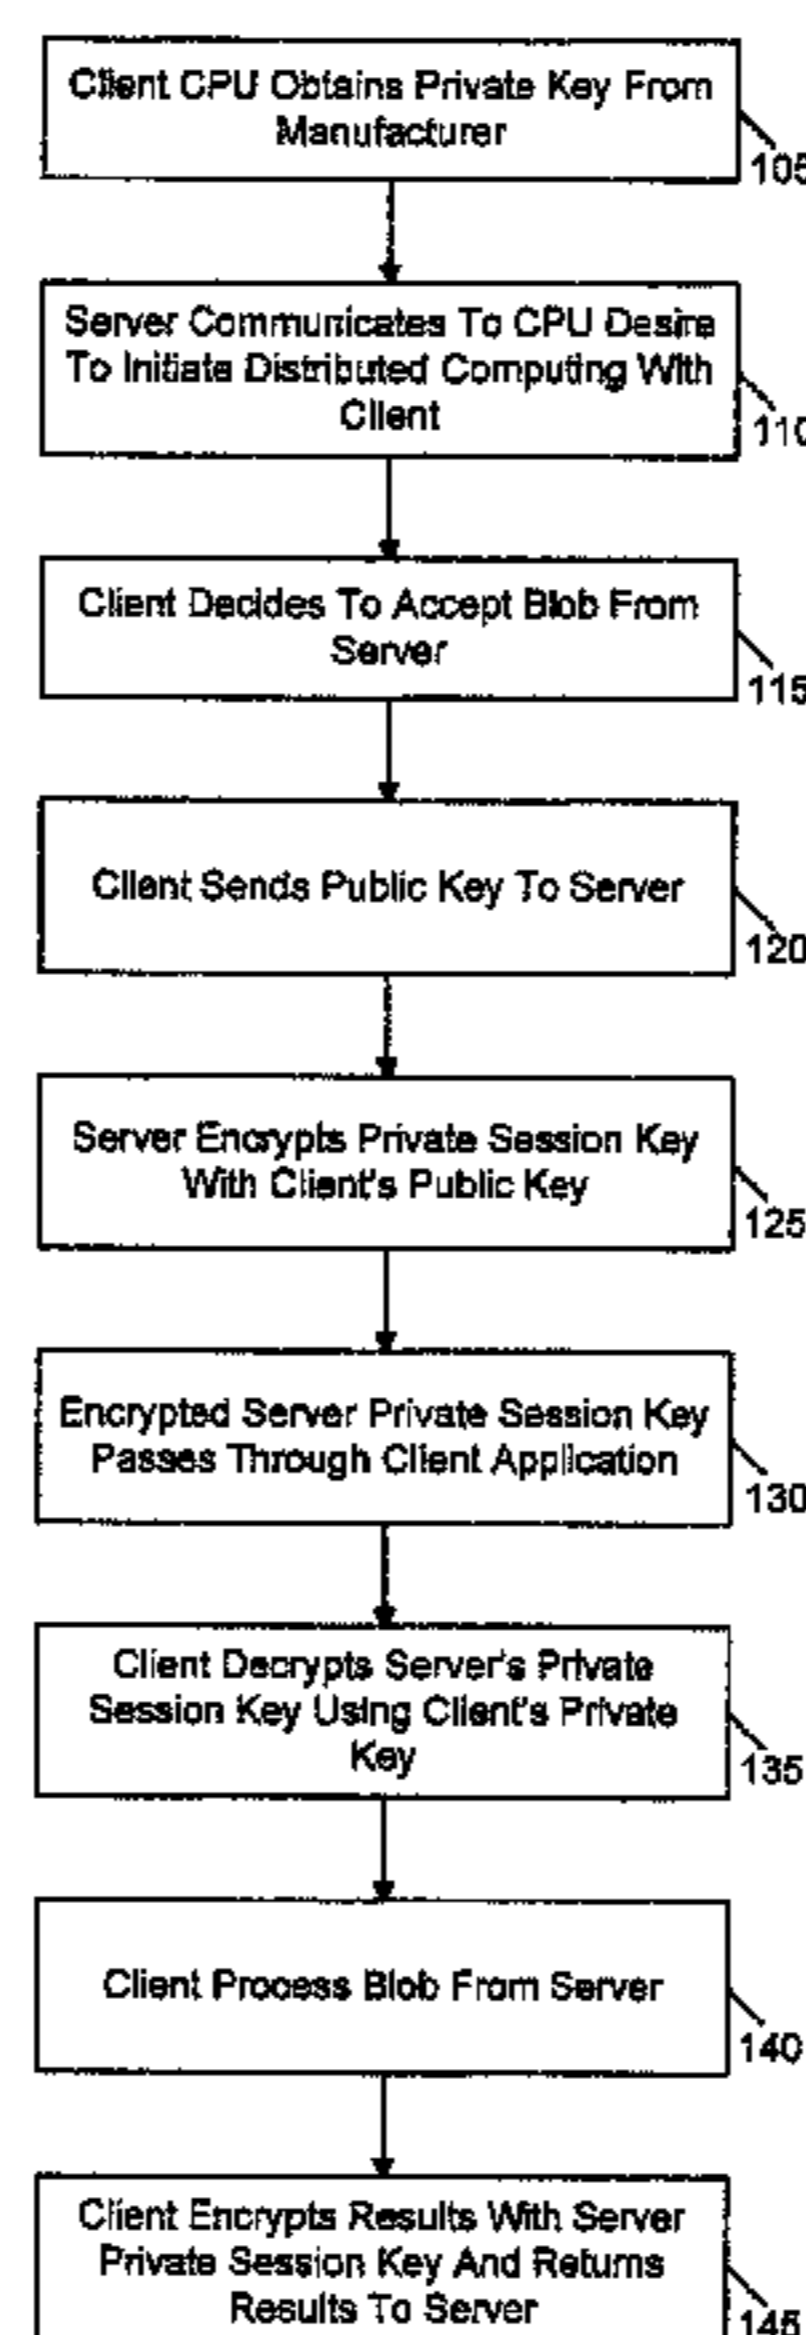 Client CPU Obtains Private Key From
Manufacturer
105
Server Communicates To CPU Desire
To Initiate Distributed Computing With
Client
110
Client Decides To Accept Blob From
Server
115
Client Sends Public Key To Server
120
Server Encrypts Private Session Key
With Client's Public Key
125
Encrypted Server Private Session Key
Passes Through Client Application
130
Client Decrypts Server's Private
Session Key Using Client's Private
Key
135
Client Process Blob From Server
140
Client Encrypts Results With Server
Private Session Key And Returns
Results To Server
145